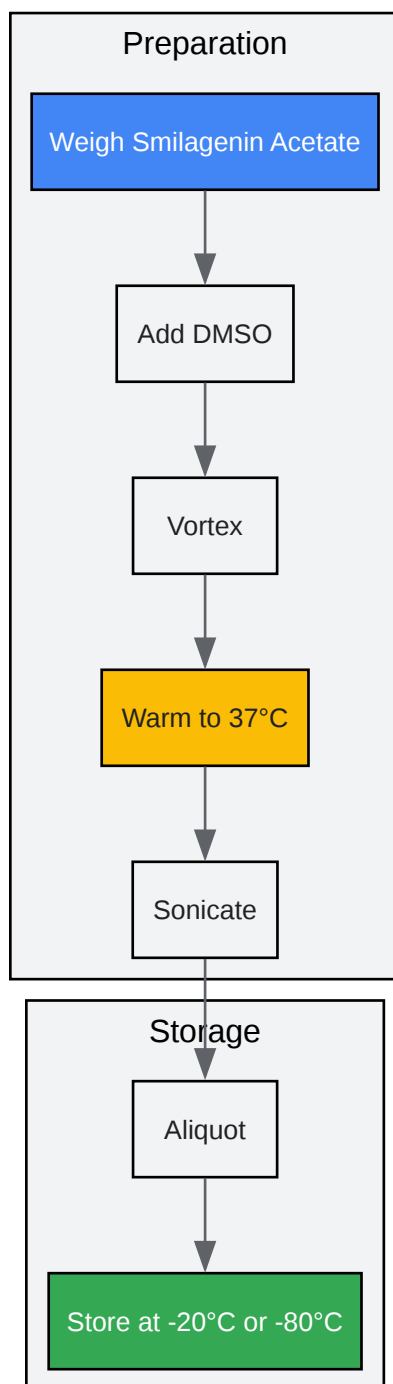 Preparation
Weigh Smilagenin Acetate
Add DMSO
Vortex
Warm to 37°C
Sonicate
Storage
Aliquot
Store at -20°C or -80°C